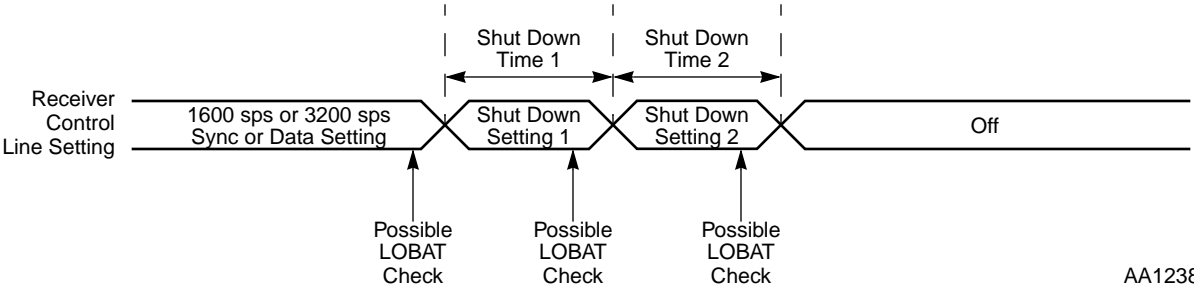 Shut Down
Time 1
Shut Down
Time 2
Receiver
Control
Line Setting
1600 sps or 3200 sps
Sync or Data Setting
Shut Down
Setting 1
Shut Down
Setting 2
Off
Possible
LOBAT
Check
Possible
LOBAT
Check
Possible
LOBAT
Check
AA1238